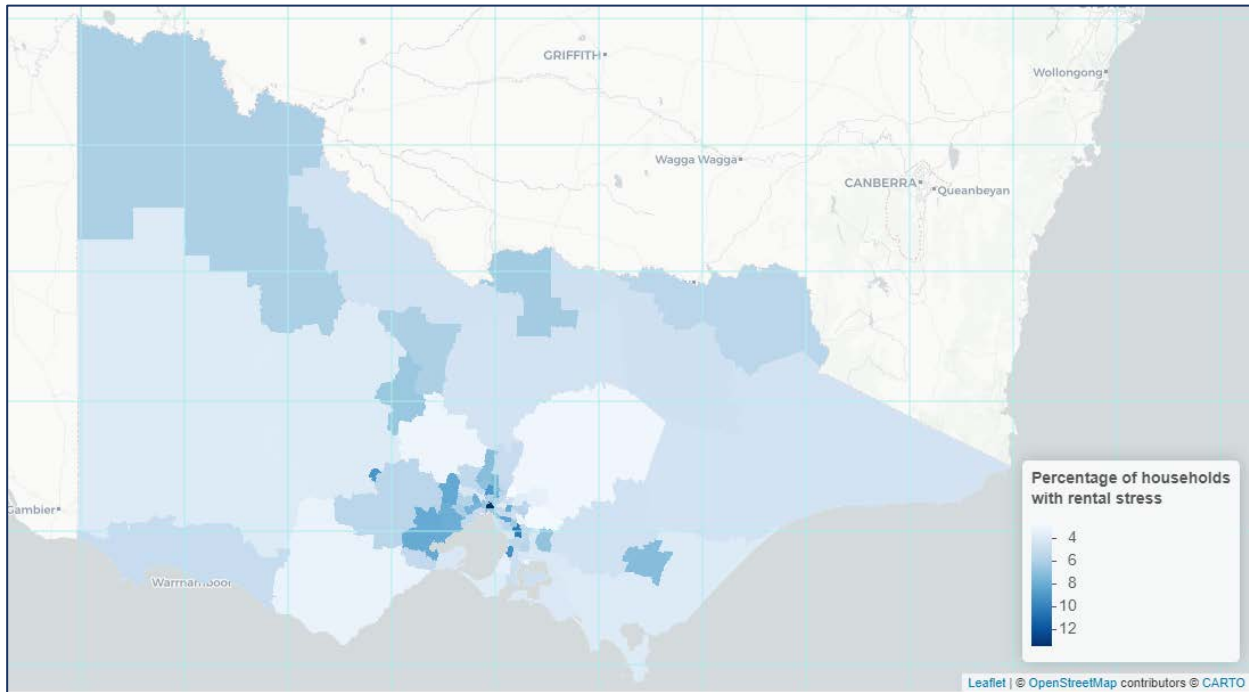 GRIFFITH
Wollongong
Wagga Wagga
CANBERRA
Queanbeyan
Gambier
Warrnambool
Percentage of households
with rental stress
4
6
8
10
12
Leaflet | © OpenStreetMap contributors © CARTO